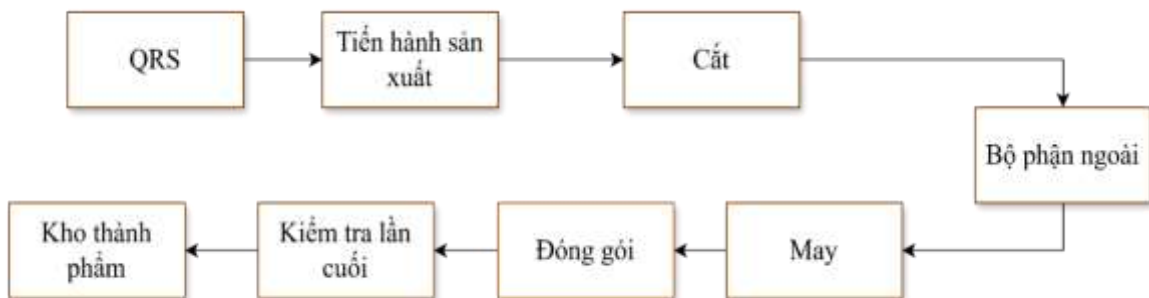 QRS
Tiến hành sản
xuất
Cắt
Bộ phận ngoài
May
Đóng gói
Kiểm tra lần
cuối
Kho thành
phẩm